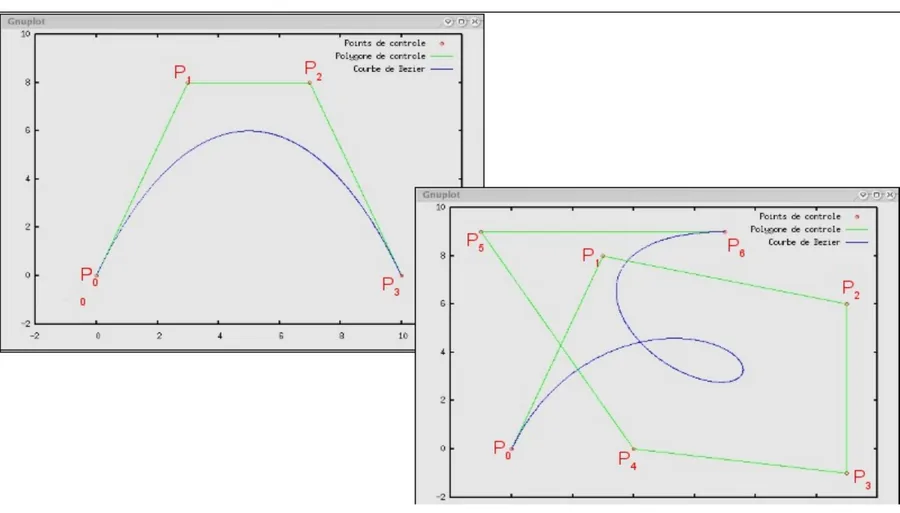 Gnuplot
Points de controle
Polygone de controle
Courbe de Bezier
10
8
6
4
2
0
-2
-2 0 2 4 6 8 10
P1
P2
P0
0
P3
Gnuplot
Points de controle
Polygone de controle
Courbe de Bezier
10
8
6
4
2
0
-2
P5
P1
P6
P2
P0
P4
P3